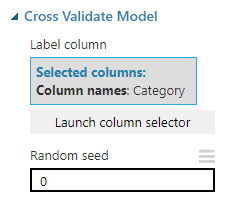 Cross Validate Model
Label column
Selected columns:
Column names: Category
Launch column selector
Random seed
0